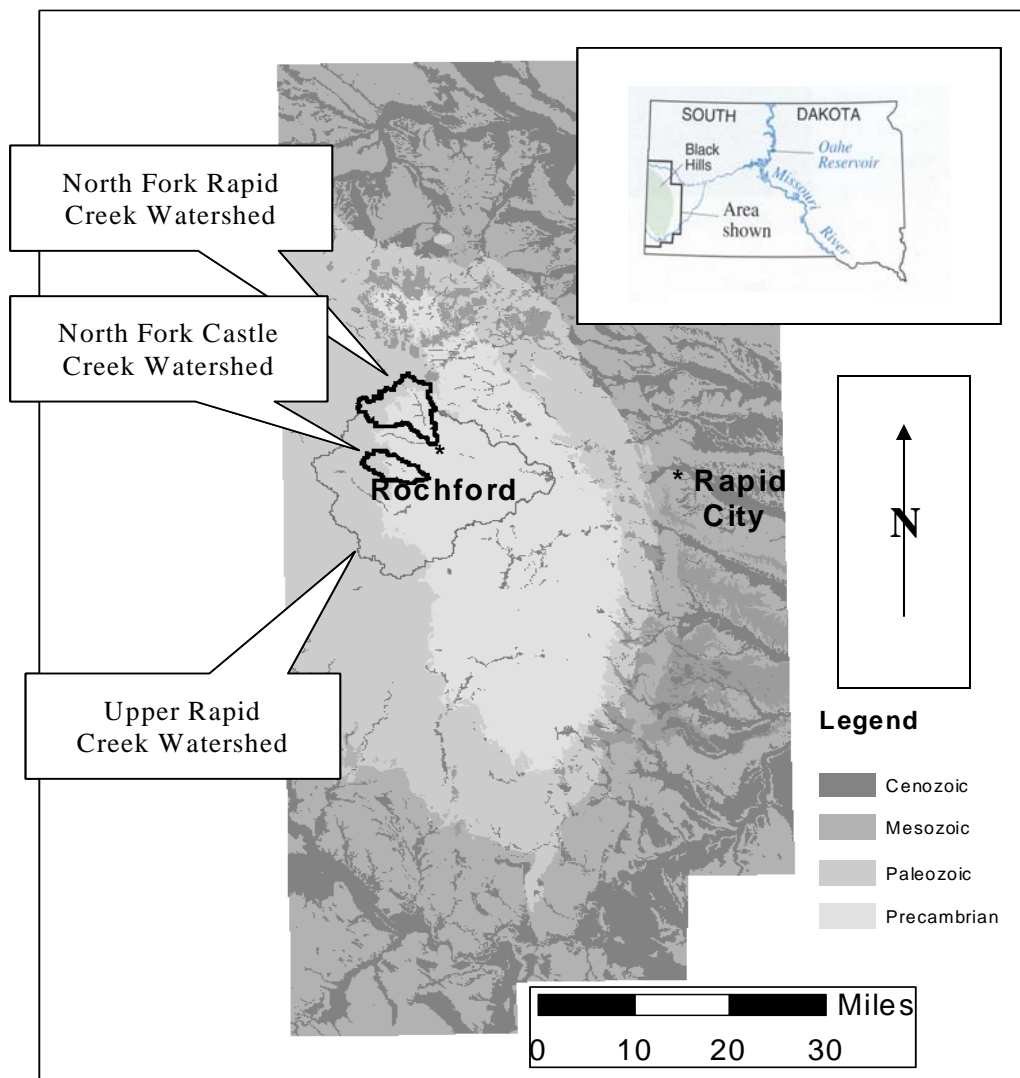 SOUTH DAKOTA
Black
Hills
Oahe
Reservoir
Missouri
River
Area
shown
North Fork Rapid
Creek Watershed
North Fork Castle
Creek Watershed
*
Rochford
* Rapid
City
N
Upper Rapid
Creek Watershed
Legend
Cenozoic
Mesozoic
Paleozoic
Precambrian
Miles
0 10 20 30